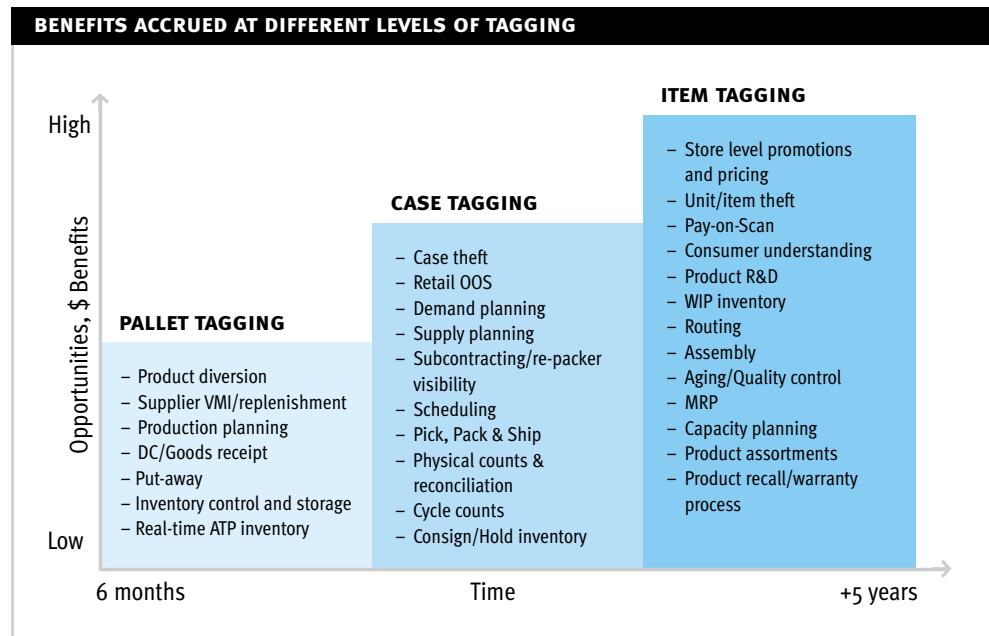 BENEFITS ACCRUED AT DIFFERENT LEVELS OF TAGGING
Opportunities, $ Benefits
High
Low
PALLET TAGGING
– Product diversion
– Supplier VMI/replenishment
– Production planning
– DC/Goods receipt
– Put-away
– Inventory control and storage
– Real-time ATP inventory
CASE TAGGING
– Case theft
– Retail OOS
– Demand planning
– Supply planning
– Subcontracting/re-packer
visibility
– Scheduling
– Pick, Pack & Ship
– Physical counts &
reconciliation
– Cycle counts
– Consign/Hold inventory
ITEM TAGGING
– Store level promotions
and pricing
– Unit/item theft
– Pay-on-Scan
– Consumer understanding
– Product R&D
– WIP inventory
– Routing
– Assembly
– Aging/Quality control
– MRP
– Capacity planning
– Product assortments
– Product recall/warranty
process
6 months
Time
+5 years